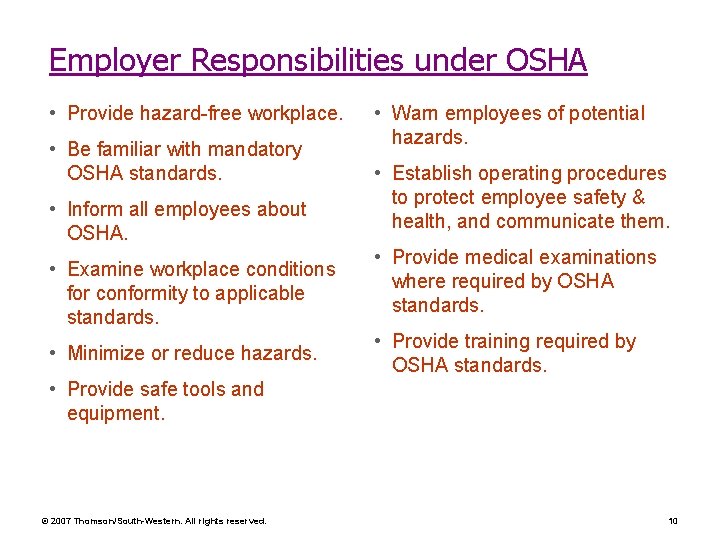 Employer Responsibilities under OSHA
• Provide hazard-free workplace.
• Be familiar with mandatory
OSHA standards.
• Inform all employees about
OSHA.
• Examine workplace conditions
for conformity to applicable
standards.
• Minimize or reduce hazards.
• Provide safe tools and
equipment.
• Warn employees of potential
hazards.
• Establish operating procedures
to protect employee safety &
health, and communicate them.
• Provide medical examinations
where required by OSHA
standards.
• Provide training required by
OSHA standards.
© 2007 Thomson/South-Western. All rights reserved.
10